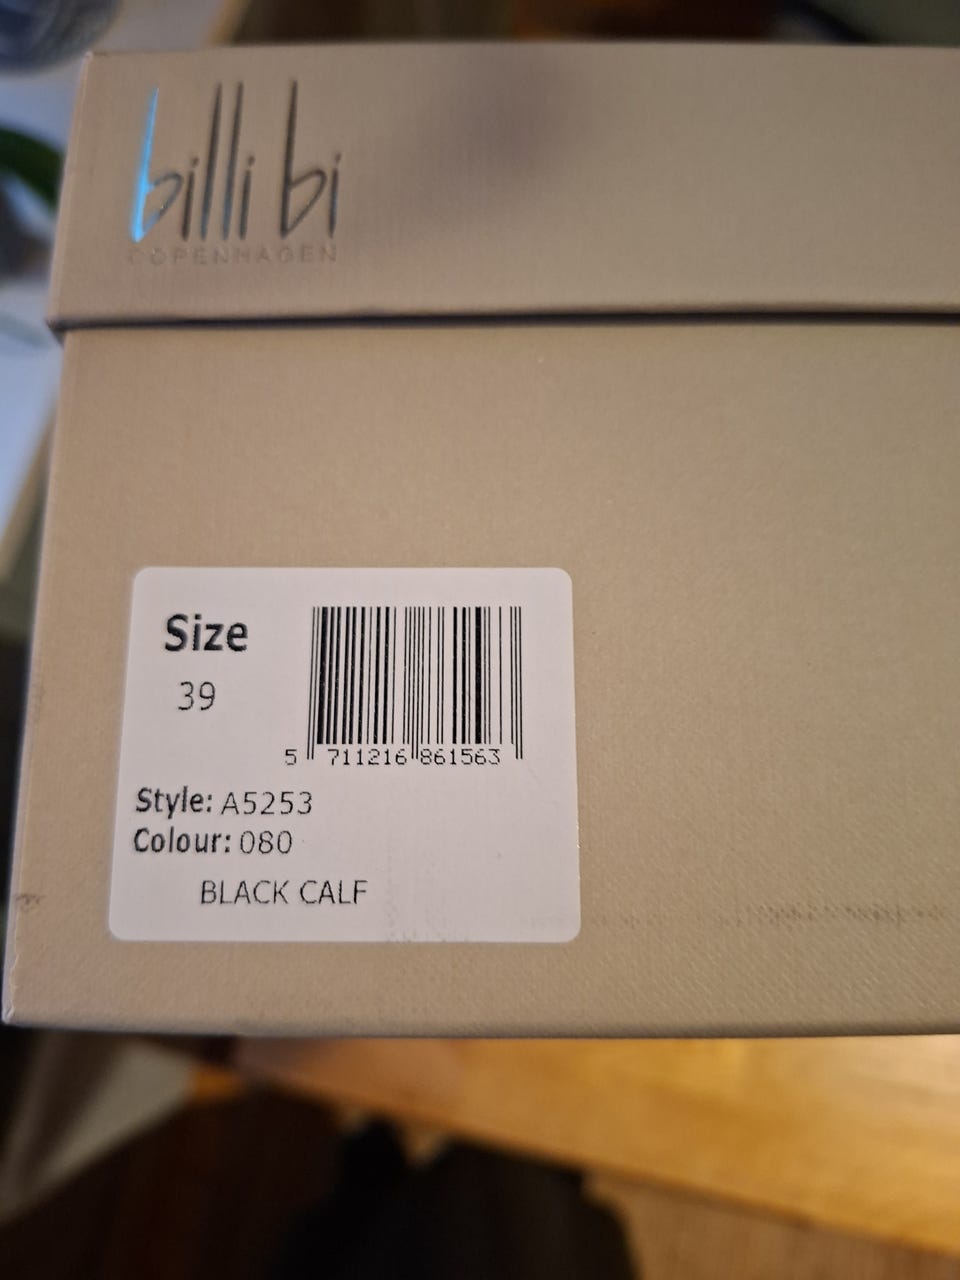 billi bi
COPENHAGEN
Size
39
5 711216 861563
Style: A5253
Colour: 080
BLACK CALF